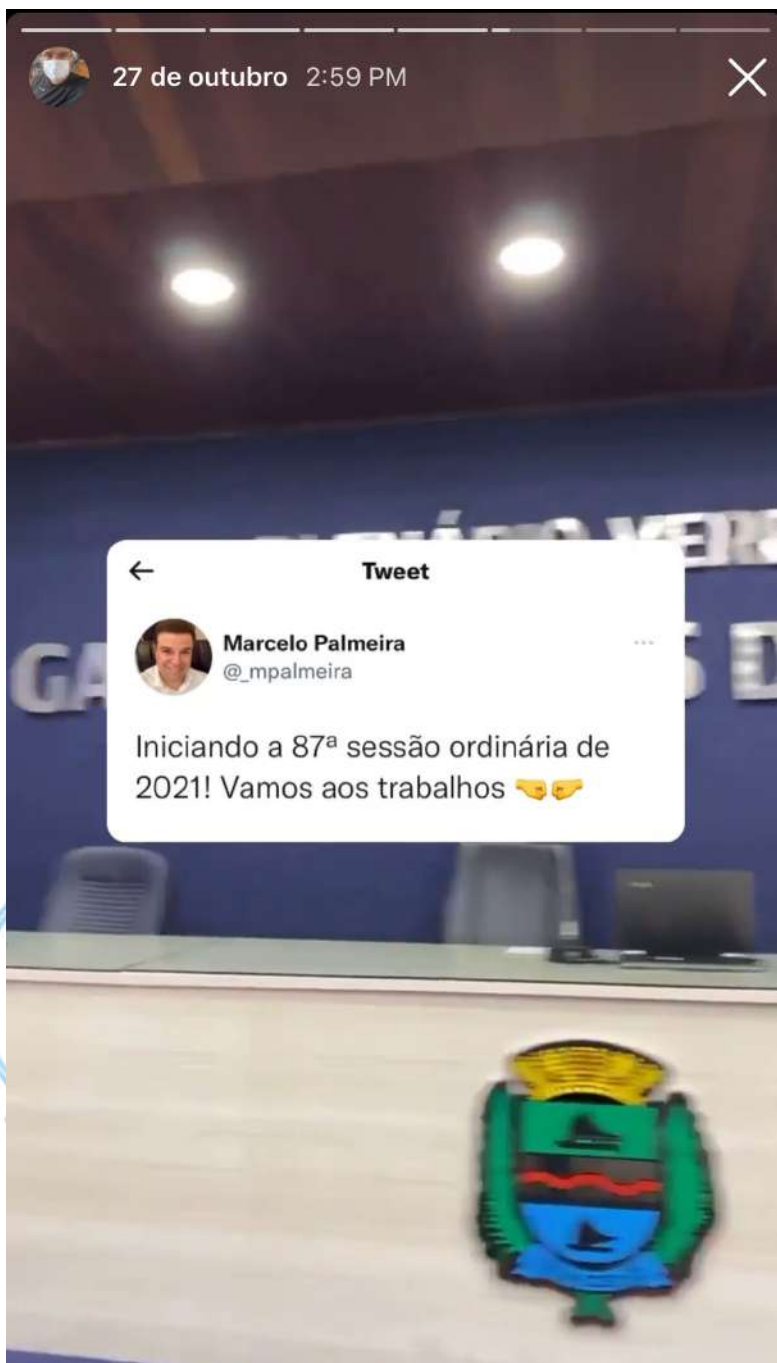 27 de outubro 2:59 PM
Tweet
Marcelo Palmeira
@_mpalmeira
Iniciando a 87ª sessão ordinária de
2021! Vamos aos trabalhos 🤜🤛